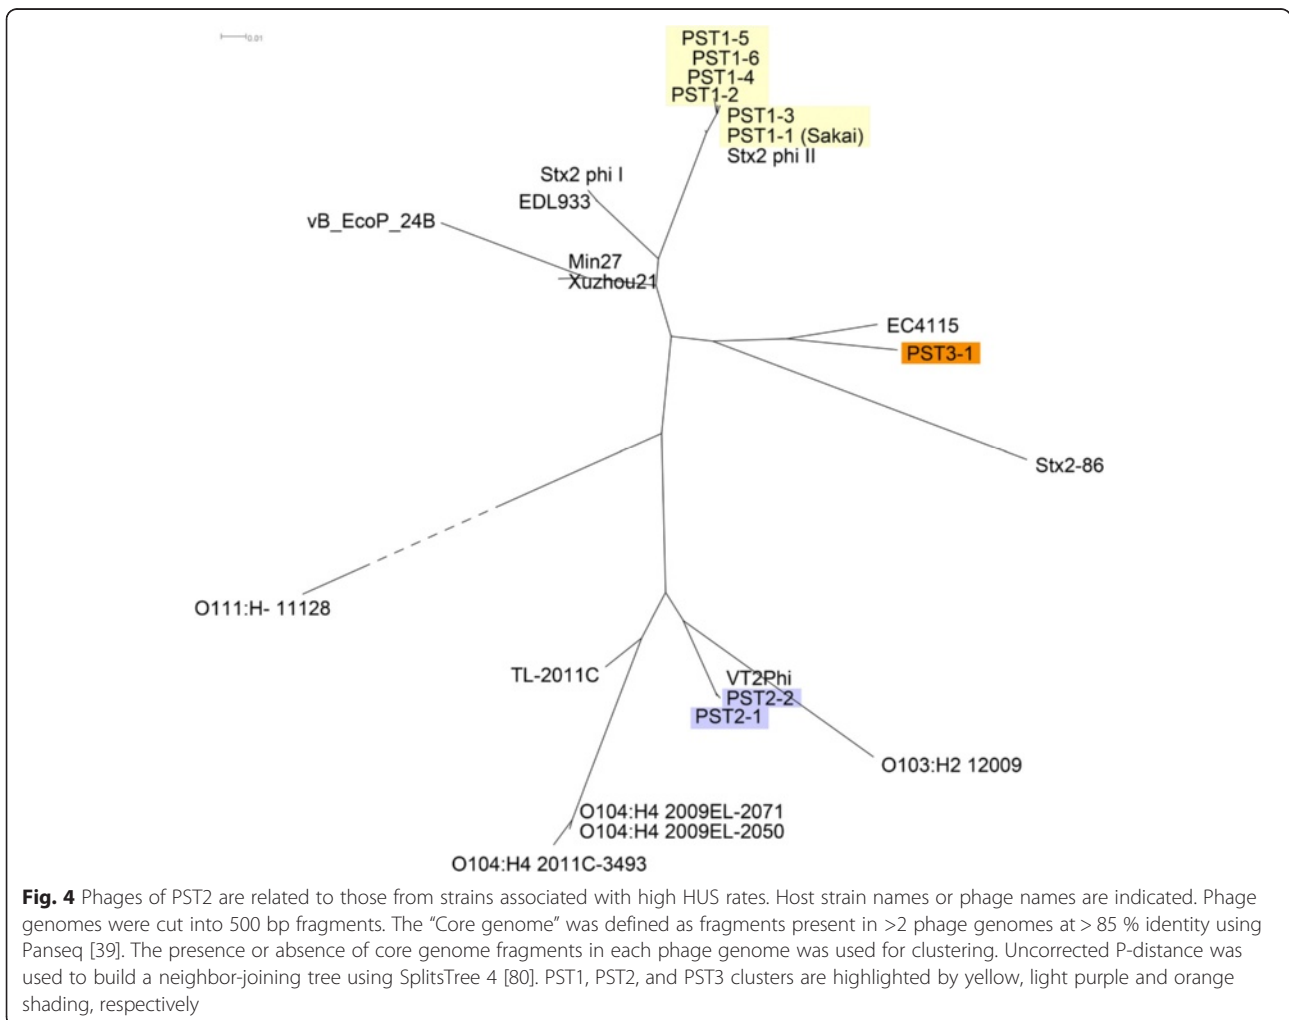 0.01
PST1-5
PST1-6
PST1-4
PST1-2
PST1-3
PST1-1 (Sakai)
Stx2 phi II
Stx2 phi I
EDL933
vB_EcoP_24B
Min27
Xuzhou21
EC4115
PST3-1
Stx2-86
O111:H- 11128
TL-2011C
VT2Phi
PST2-2
PST2-1
O103:H2 12009
O104:H4 2009EL-2071
O104:H4 2009EL-2050
O104:H4 2011C-3493
Fig. 4 Phages of PST2 are related to those from strains associated with high HUS rates. Host strain names or phage names are indicated. Phage
genomes were cut into 500 bp fragments. The “Core genome” was defined as fragments present in >2 phage genomes at > 85 % identity using
Panseq [39]. The presence or absence of core genome fragments in each phage genome was used for clustering. Uncorrected P-distance was
used to build a neighbor-joining tree using SplitsTree 4 [80]. PST1, PST2, and PST3 clusters are highlighted by yellow, light purple and orange
shading, respectively